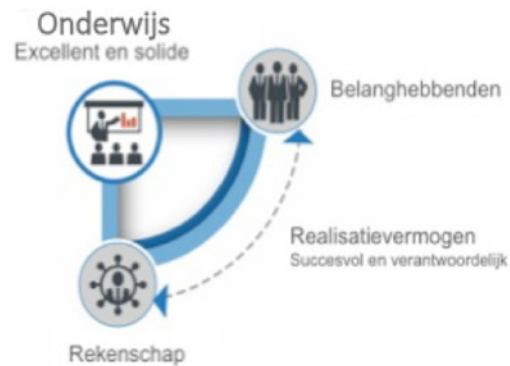 Onderwijs
Excellent en solide
Belanghebbenden
Realisatievermogen
Succesvol en verantwoordelijk
Rekenschap